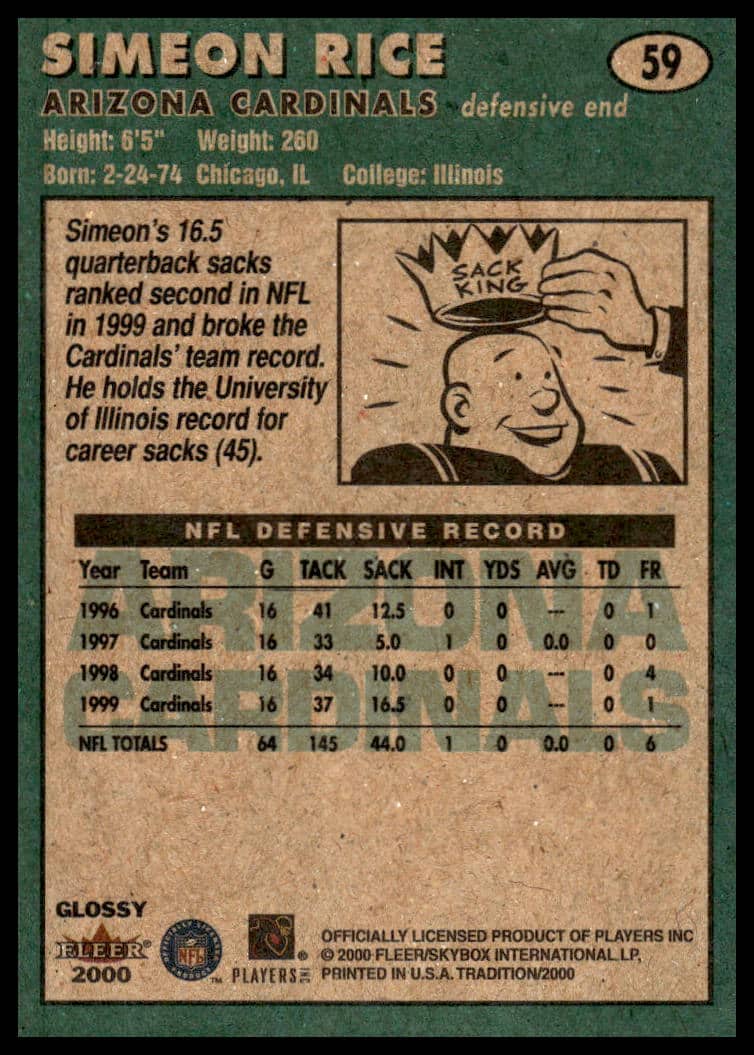 SIMEON RICE
59
ARIZONA CARDINALS defensive end
Height: 6'5" Weight: 260
Born: 2-24-74 Chicago, IL College: Illinois
Simeon's 16.5
quarterback sacks
ranked second in NFL
in 1999 and broke the
Cardinals' team record.
He holds the University
of Illinois record for
career sacks (45).
SACK
KING
NFL DEFENSIVE RECORD
ARIZONA
CARDINALS
Year Team G TACK SACK INT YDS AVG TD FR
1996 Cardinals 16 41 12.5 0 0 --- 0 1
1997 Cardinals 16 33 5.0 1 0 0.0 0 0
1998 Cardinals 16 34 10.0 0 0 --- 0 4
1999 Cardinals 16 37 16.5 0 0 --- 0 1
NFL TOTALS 64 145 44.0 1 0 0.0 0 6
GLOSSY
FLEER®
2000
NFL
™
PLAYERS INC
®
OFFICIALLY LICENSED PRODUCT OF PLAYERS INC
© 2000 FLEER/SKYBOX INTERNATIONAL LP,
PRINTED IN U.S.A. TRADITION/2000